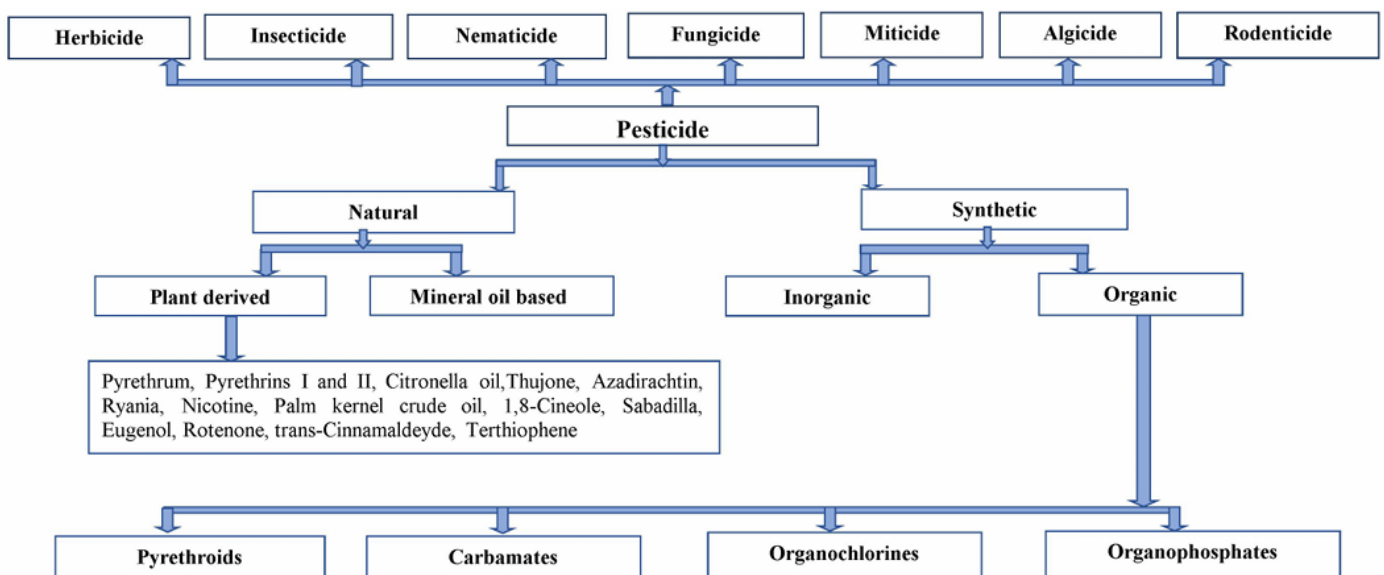 Herbicide
Insecticide
Nematicide
Fungicide
Miticide
Algicide
Rodenticide
Pesticide
Natural
Synthetic
Plant derived
Mineral oil based
Inorganic
Organic
Pyrethrum, Pyrethrins I and II, Citronella oil,Thujone, Azadirachtin,
Ryania, Nicotine, Palm kernel crude oil, 1,8-Cineole, Sabadilla,
Eugenol, Rotenone, trans-Cinnamaldeyde, Terthiophene
Pyrethroids
Carbamates
Organochlorines
Organophosphates